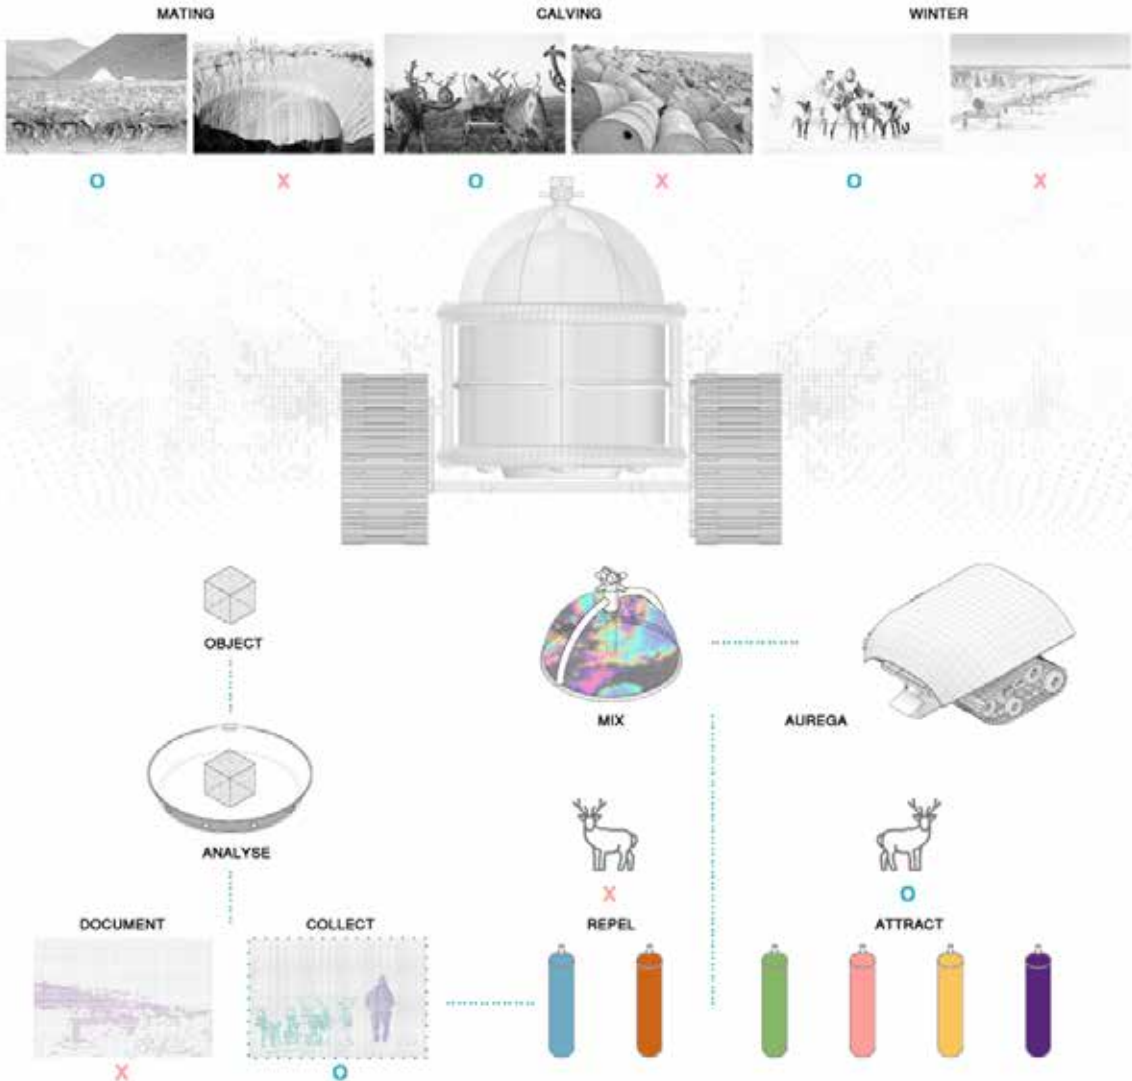 MATING
CALVING
WINTER
O
X
O
X
O
X
OBJECT
MIX
AUREGA
ANALYSE
X
O
DOCUMENT
COLLECT
REPEL
ATTRACT
X
O